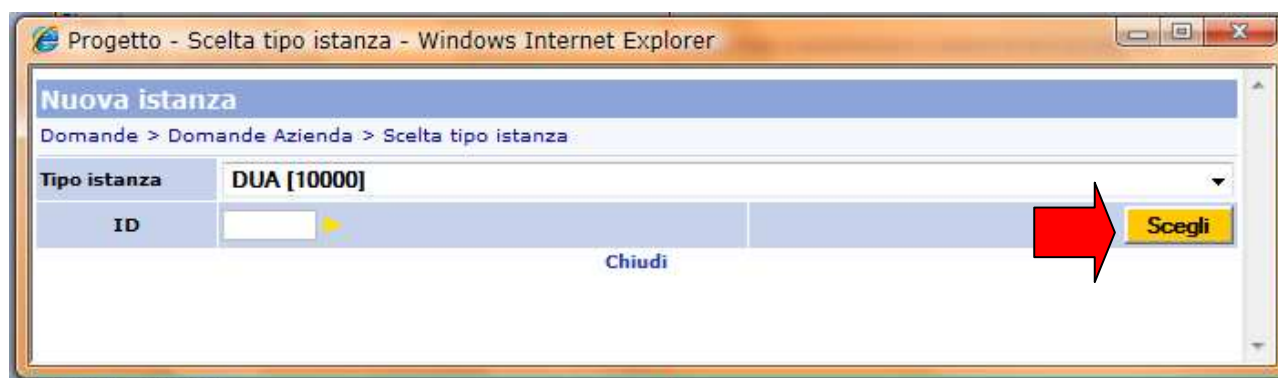 Progetto - Scelta tipo istanza - Windows Internet Explorer
Nuova istanza
Domande > Domande Azienda > Scelta tipo istanza
Tipo istanza DUA [10000]
ID Scegli
Chiudi